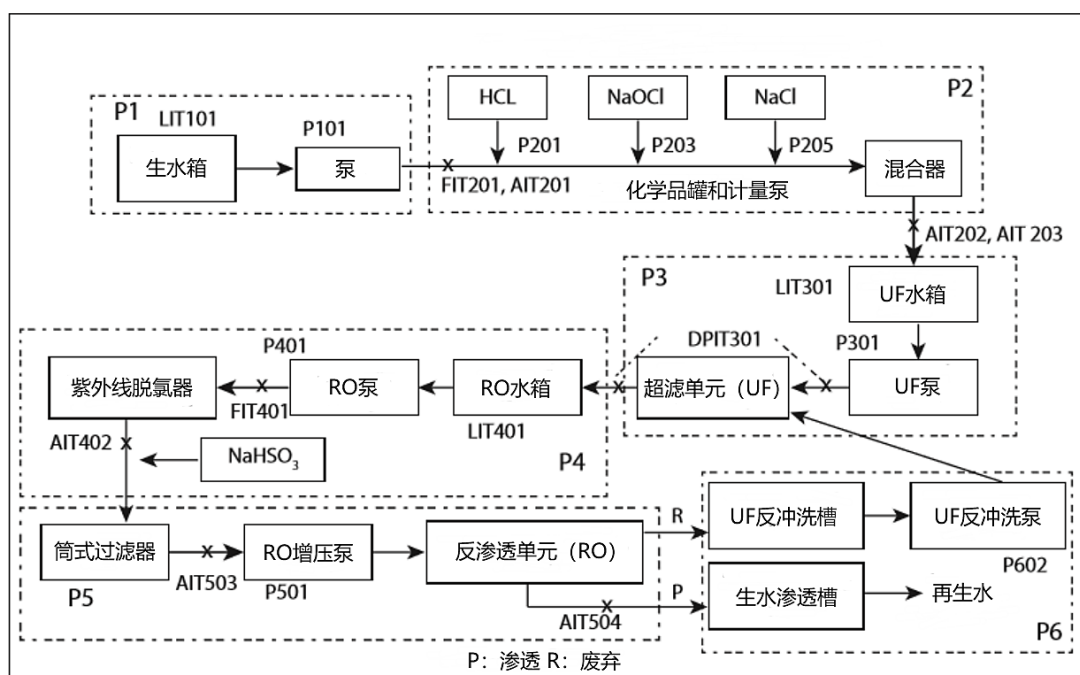 P1
LIT101
生水箱
P101
泵
P2
HCL
NaOCl
NaCl
P201
P203
P205
FIT201, AIT201
化学品罐和计量泵
混合器
AIT202, AIT 203
P3
LIT301
UF水箱
P301
UF泵
DPIT301
超滤单元（UF）
P401
紫外线脱氯器
FIT401
RO泵
RO水箱
LIT401
AIT402
NaHSO3
P4
筒式过滤器
AIT503
RO增压泵
P501
反渗透单元（RO）
AIT504
P5
R
P
UF反冲洗槽
UF反冲洗泵
P602
生水渗透槽
再生水
P6
P：渗透 R：废弃